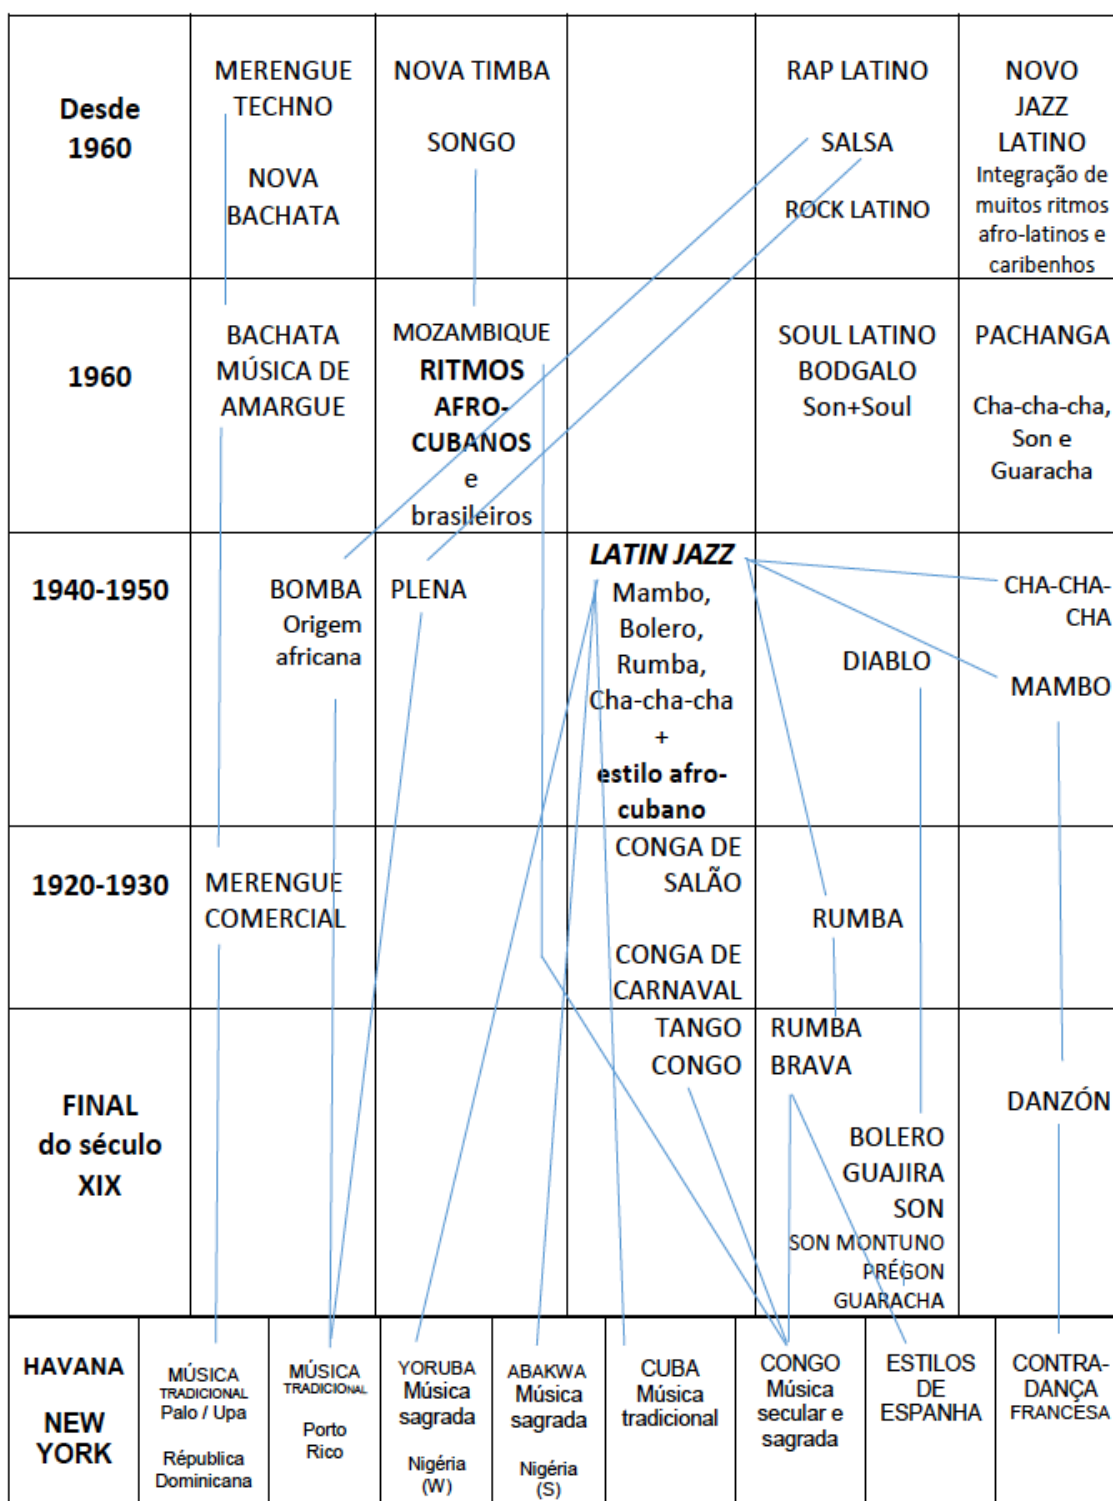 Desde
1960
MERENGUE
TECHNO
NOVA
BACHATA
NOVA TIMBA
SONGO
RAP LATINO
SALSA
ROCK LATINO
NOVO
JAZZ
LATINO
Integração de
muitos ritmos
afro-latinos e
caribenhos
1960
BACHATA
MÚSICA DE
AMARGUE
MOZAMBIQUE
RITMOS
AFRO-
CUBANOS
e
brasileiros
SOUL LATINO
BODGALO
Son+Soul
PACHANGA
Cha-cha-cha,
Son e
Guaracha
1940-1950
BOMBA
Origem
africana
PLENA
LATIN JAZZ
Mambo,
Bolero,
Rumba,
Cha-cha-cha
+
estilo afro-
cubano
DIABLO
CHA-CHA-
CHA
MAMBO
1920-1930
MERENGUE
COMERCIAL
CONGA DE
SALÃO
CONGA DE
CARNAVAL
RUMBA
FINAL
do século
XIX
TANGO
CONGO
RUMBA
BRAVA
BOLERO
GUAJIRA
SON
SON MONTUNO
PRÉGON
GUARACHA
DANZÓN
HAVANA
NEW
YORK
MÚSICA
TRADICIONAL
Palo / Upa
Républica
Dominicana
MÚSICA
TRADICIONAL
Porto
Rico
YORUBA
Música
sagrada
Nigéria
(W)
ABAKWA
Música
sagrada
Nigéria
(S)
CUBA
Música
tradicional
CONGO
Música
secular e
sagrada
ESTILOS
DE
ESPANHA
CONTRA-
DANÇA
FRANCESA